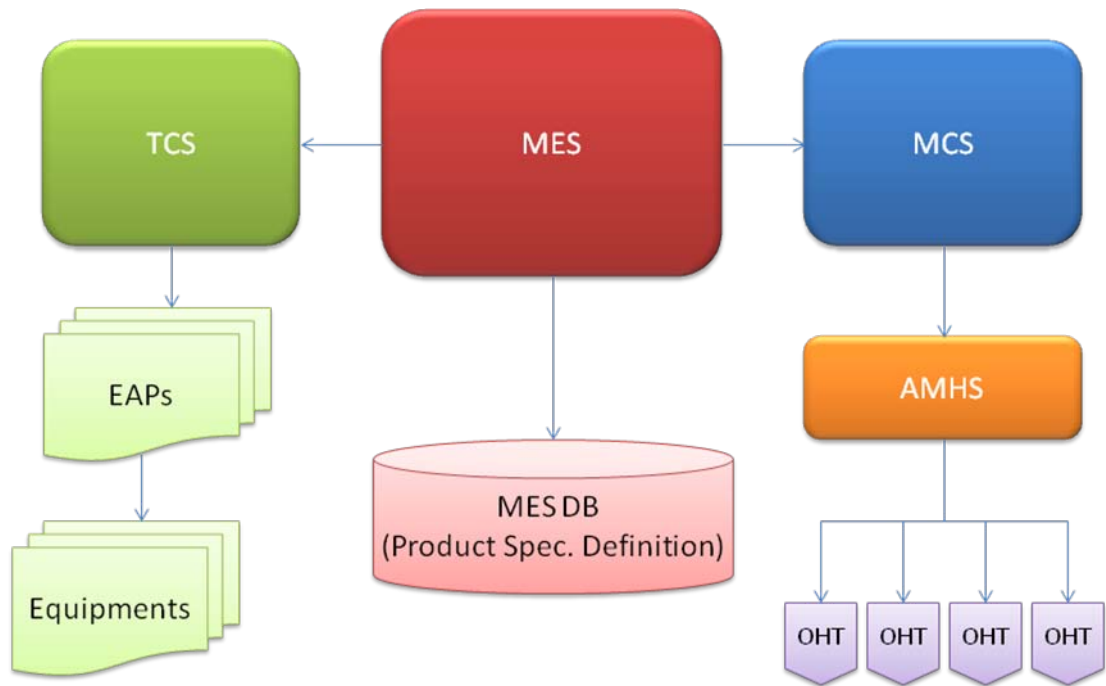 TCS
MES
MCS
EAPs
AMHS
MES DB
(Product Spec. Definition)
Equipments
OHT
OHT
OHT
OHT